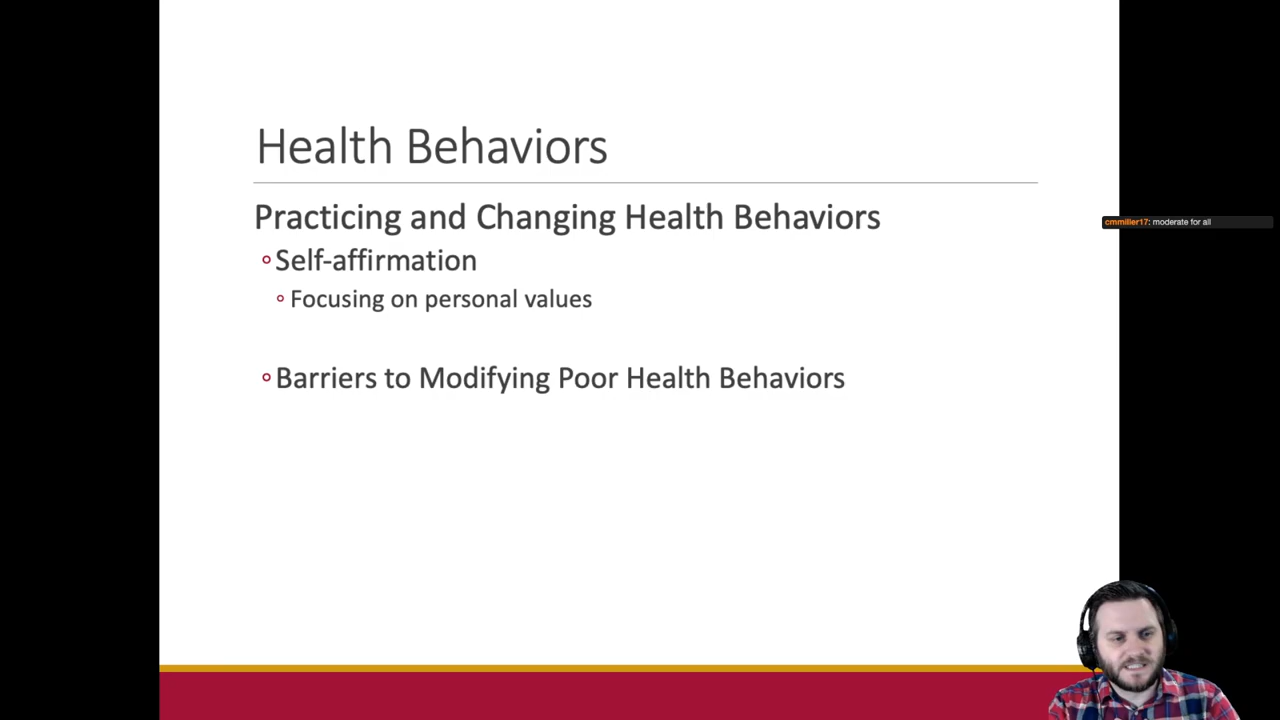 Health Behaviors
Practicing and Changing Health Behaviors
cmmiller17: moderate for all
Self-affirmation
Focusing on personal values
Barriers to Modifying Poor Health Behaviors